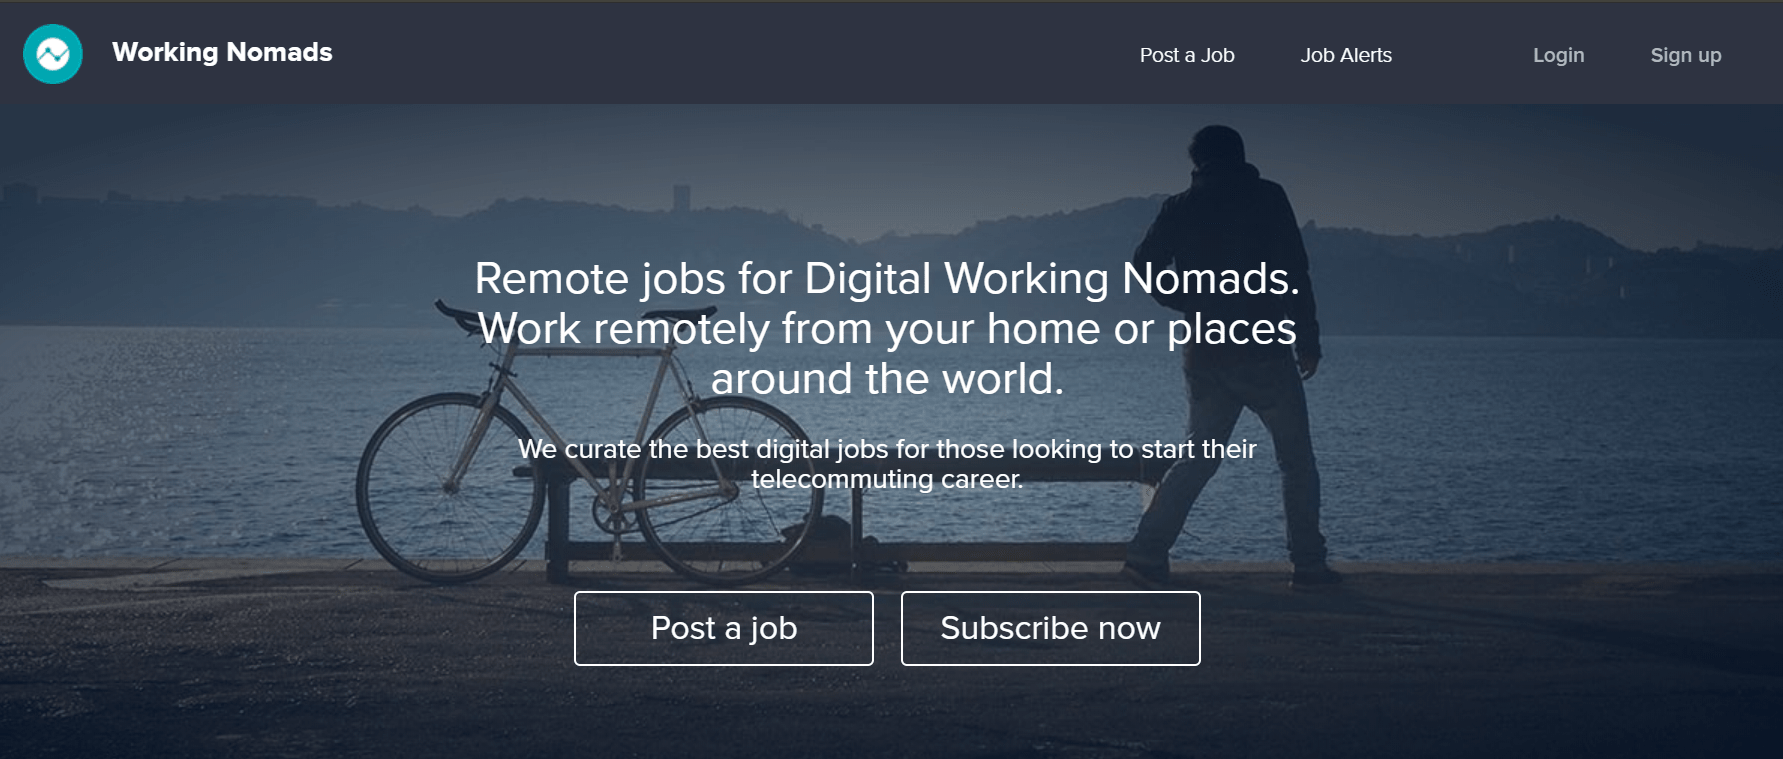 Working Nomads
Post a Job
Job Alerts
Login
Sign up
Remote jobs for Digital Working Nomads.
Work remotely from your home or places
around the world.
We curate the best digital jobs for those looking to start their
telecommuting career.
Post a job
Subscribe now